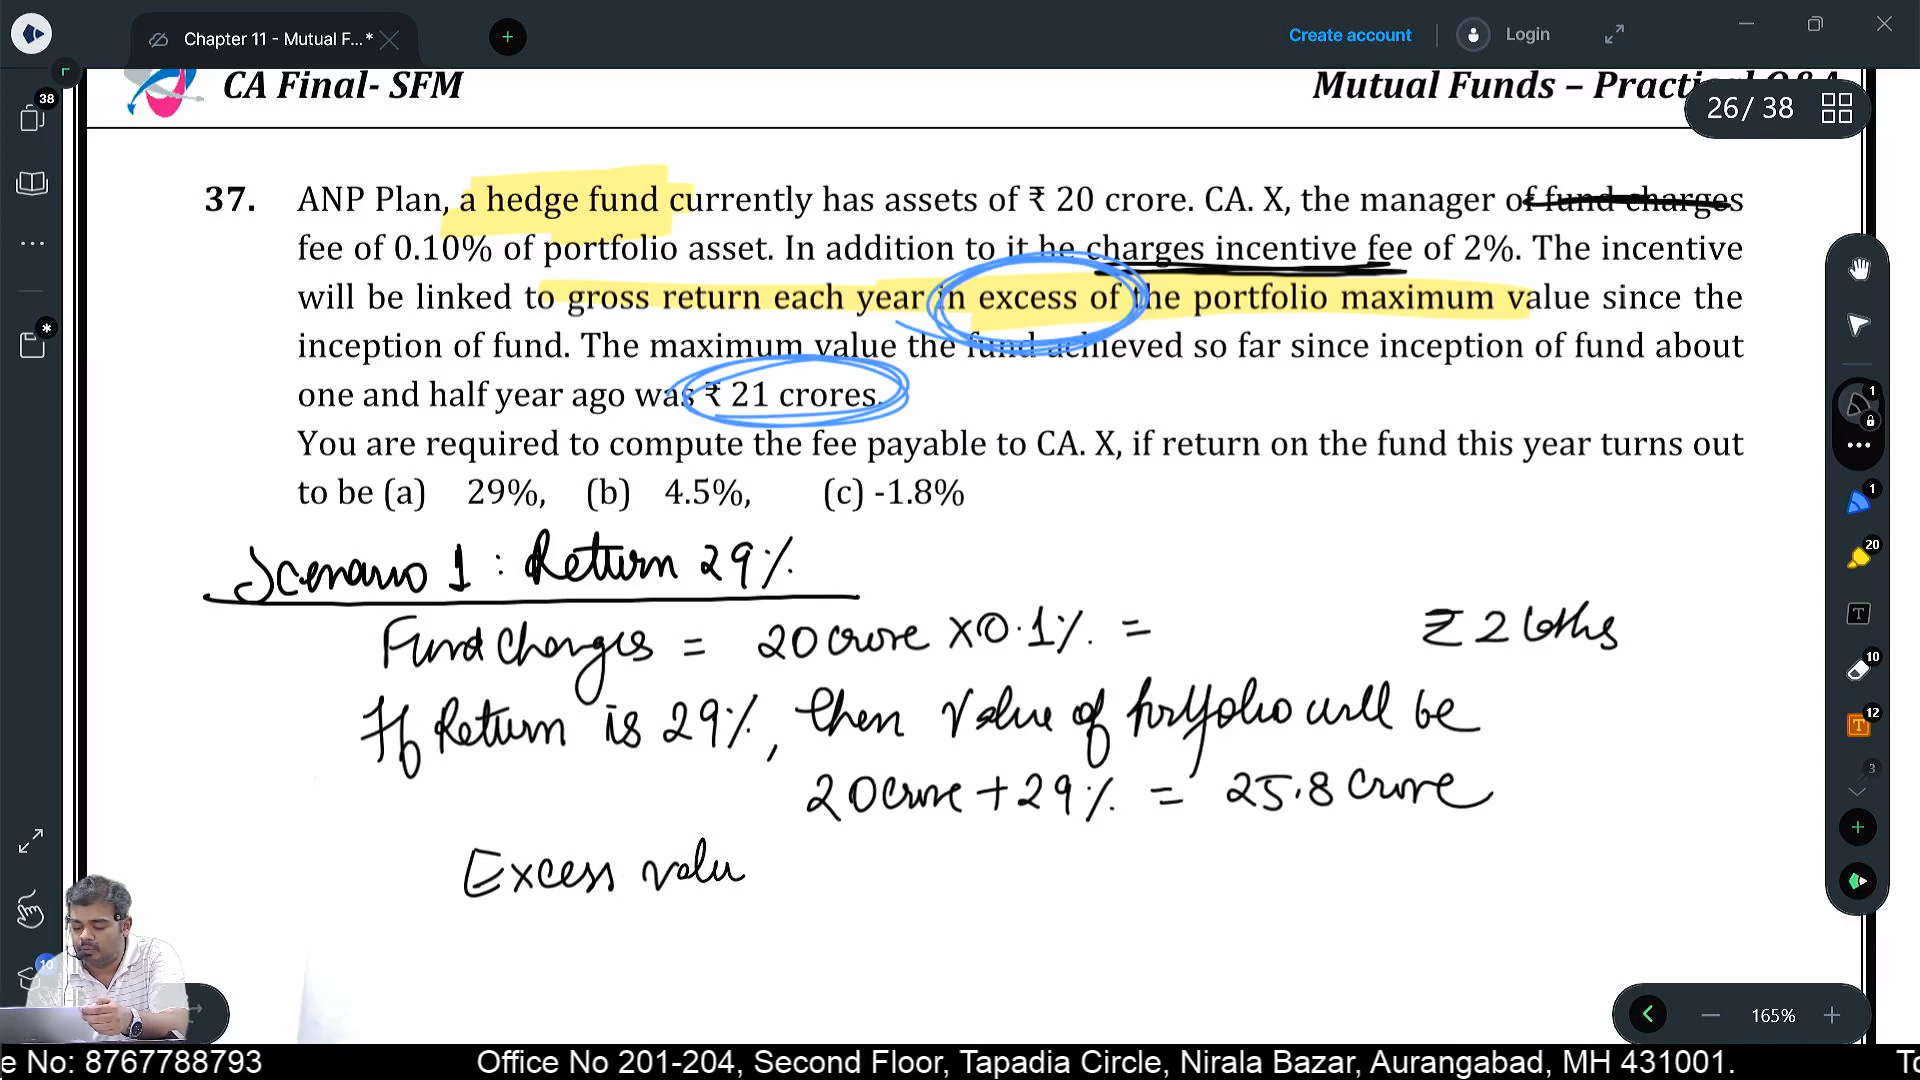 Chapter 11 - Mutual F...*
Create account
Login
CA Final- SFM
Mutual Funds – Practi
26/ 38
38
37. ANP Plan, a hedge fund currently has assets of ₹ 20 crore. CA. X, the manager of fund charges
fee of 0.10% of portfolio asset. In addition to it he charges incentive fee of 2%. The incentive
will be linked to gross return each year in excess of the portfolio maximum value since the
inception of fund. The maximum value the fund achieved so far since inception of fund about
one and half year ago was ₹ 21 crores.
You are required to compute the fee payable to CA. X, if return on the fund this year turns out
to be (a) 29%, (b) 4.5%, (c) -1.8%
Scenario 1 : Return 29%
Fund Charges = 20 crore × 0.1% = ₹ 2 lakhs
If Return is 29%, then Value of portfolio will be
20 crore + 29% = 25.8 crore
Excess valu
1
1
20
T
10
12
T
3
10
165%
e No: 8767788793
Office No 201-204, Second Floor, Tapadia Circle, Nirala Bazar, Aurangabad, MH 431001.
To